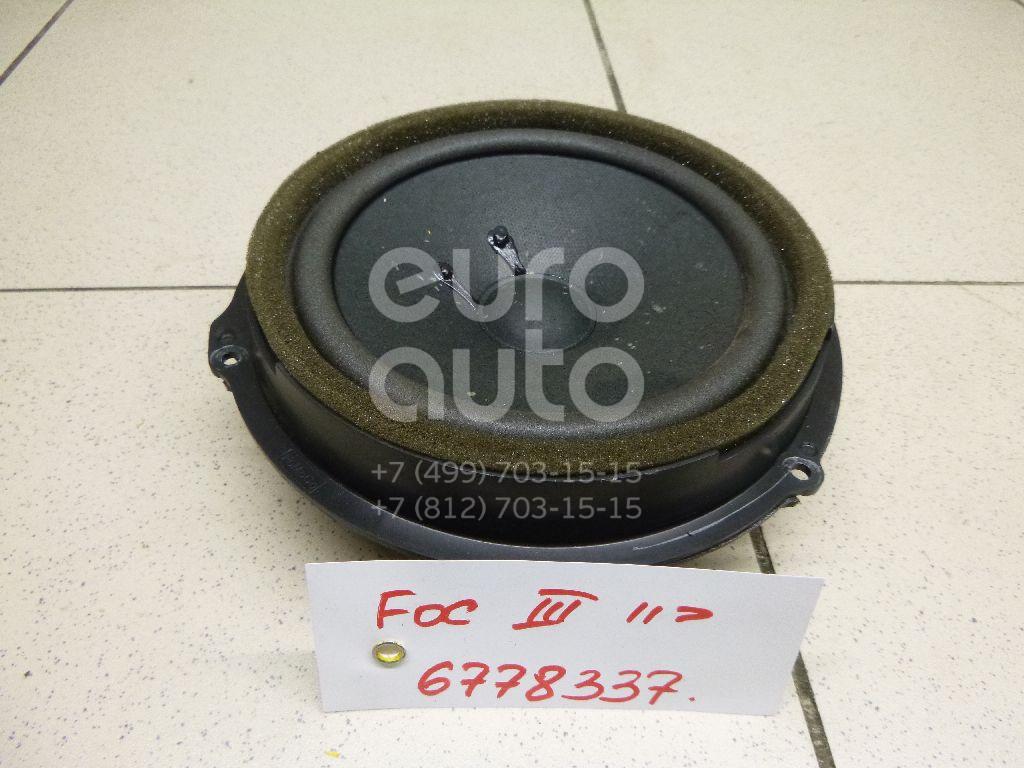 euro
auto
+7 (499) 703-15-15
+7 (812) 703-15-15
Foc III 11>
6778337.